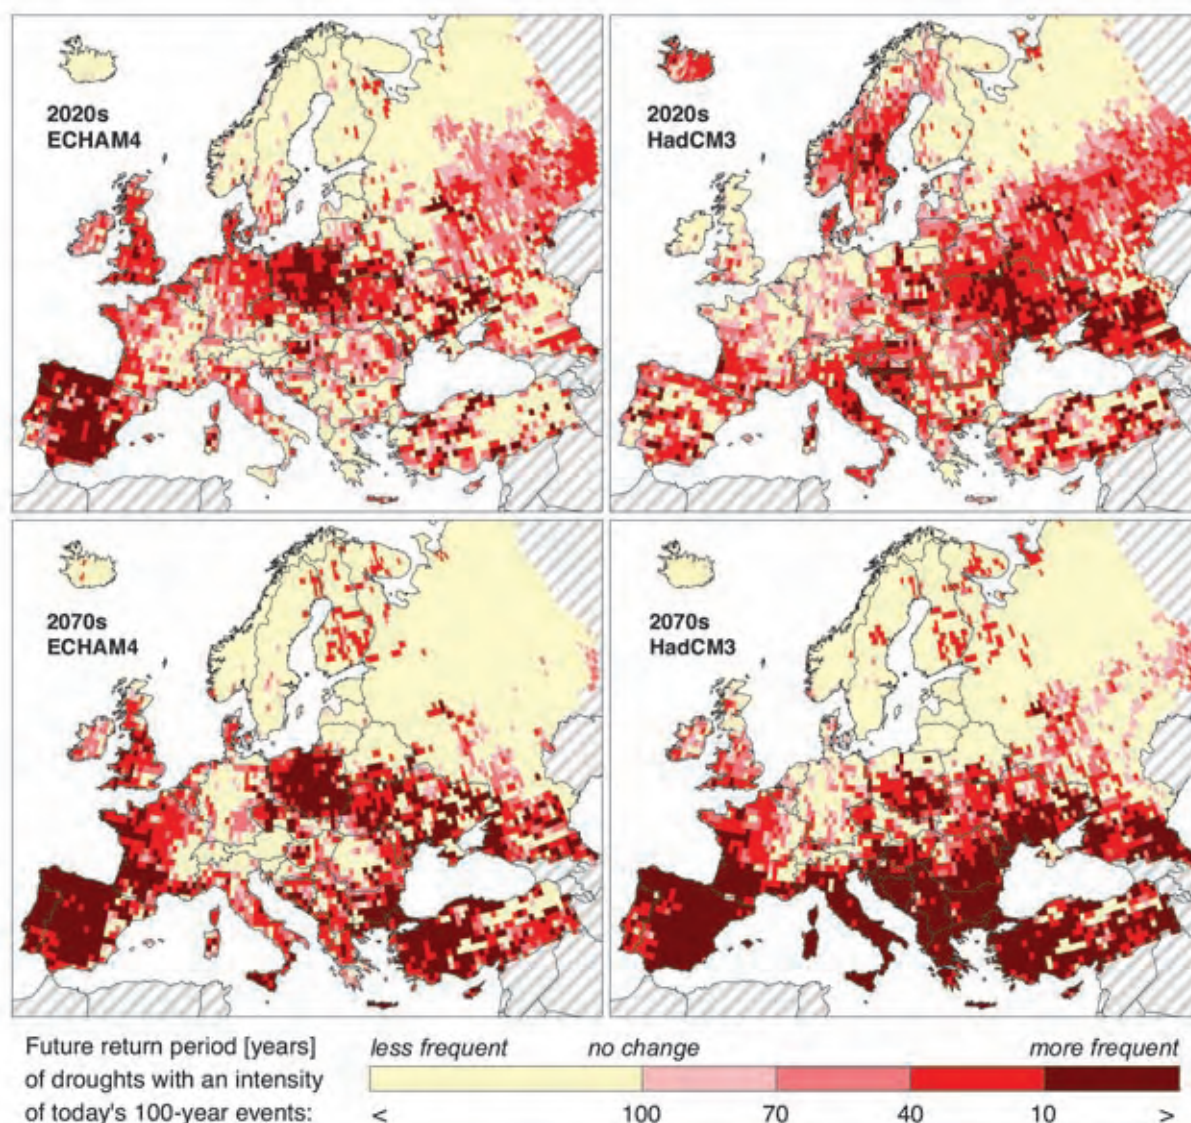 2020s
ECHAM4
2020s
HadCM3
2070s
ECHAM4
2070s
HadCM3
Future return period [years]
of droughts with an intensity
of today's 100-year events:
less frequent no change more frequent
< 100 70 40 10 >